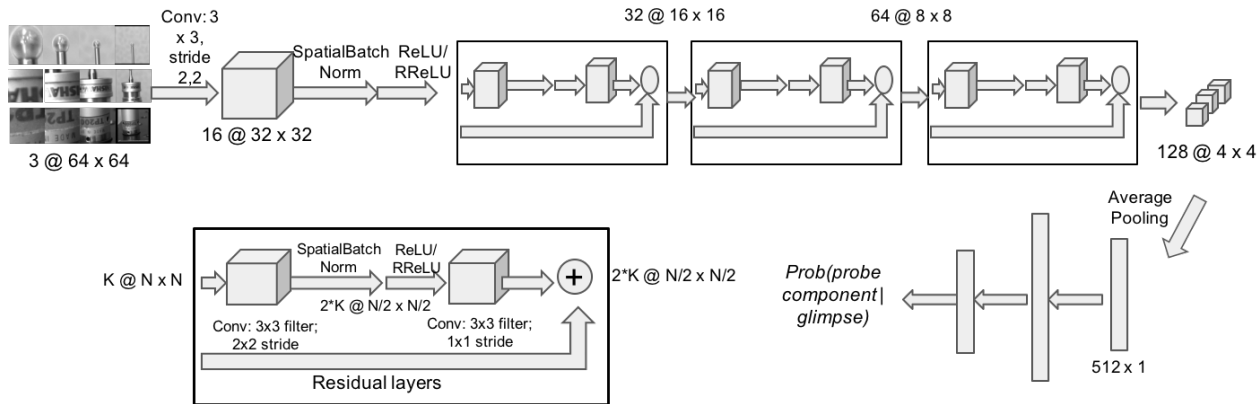 Conv: 3
x 3,
stride
2,2
3 @ 64 x 64
16 @ 32 x 32
SpatialBatch
Norm
ReLU/
RReLU
32 @ 16 x 16
64 @ 8 x 8
128 @ 4 x 4
Average
Pooling
512 x 1
Prob(probe
component|
glimpse)
K @ N x N
SpatialBatch
Norm
ReLU/
RReLU
2*K @ N/2 x N/2
+
2*K @ N/2 x N/2
Conv: 3x3 filter;
2x2 stride
Conv: 3x3 filter;
1x1 stride
Residual layers